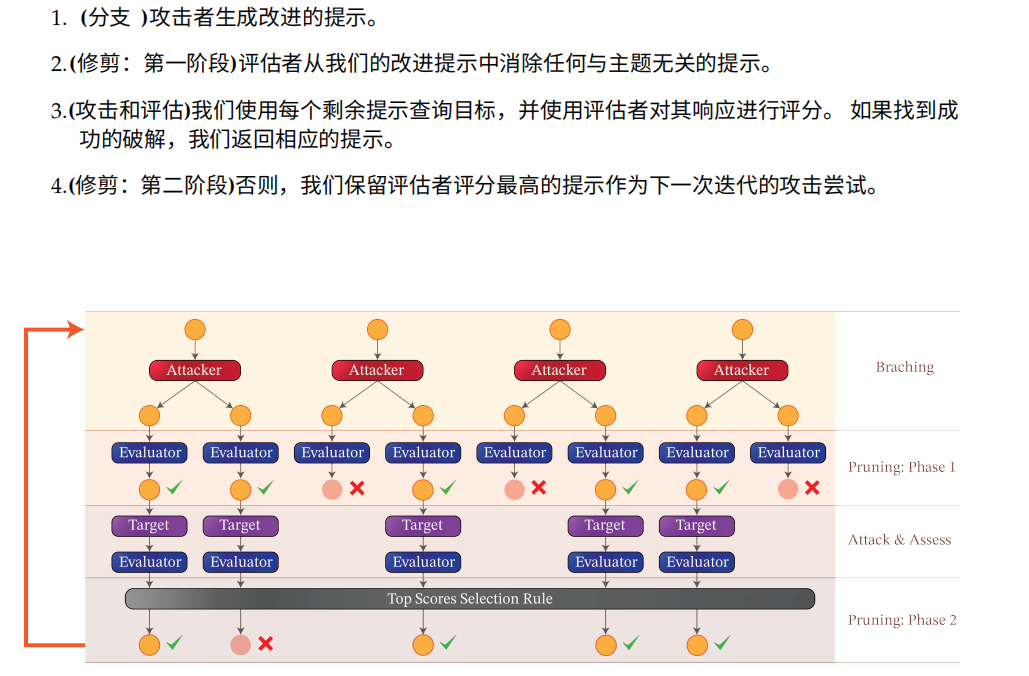 1. (分支 )攻击者生成改进的提示。
2.(修剪：第一阶段)评估者从我们的改进提示中消除任何与主题无关的提示。
3.(攻击和评估)我们使用每个剩余提示查询目标，并使用评估者对其响应进行评分。 如果找到成
功的破解，我们返回相应的提示。
4.(修剪：第二阶段)否则，我们保留评估者评分最高的提示作为下一次迭代的攻击尝试。
Attacker Attacker Attacker Attacker Braching
Evaluator Evaluator Evaluator Evaluator Evaluator Evaluator Evaluator Evaluator
Pruning: Phase 1
Target Target Target Target Target
Attack & Assess
Evaluator Evaluator Evaluator Evaluator Evaluator
Top Scores Selection Rule
Pruning: Phase 2